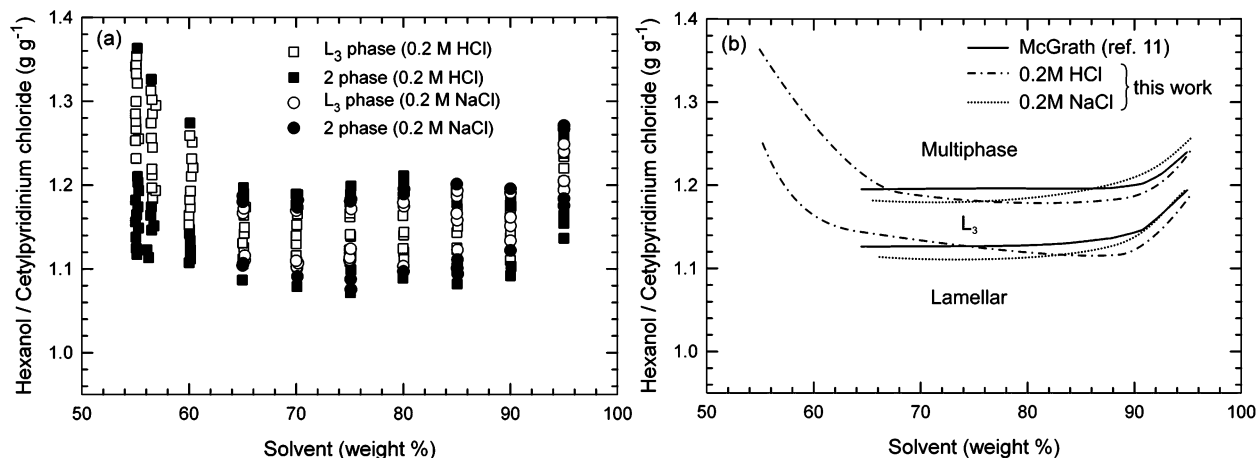 (a)
L₃ phase (0.2 M HCl)
2 phase (0.2 M HCl)
L₃ phase (0.2 M NaCl)
2 phase (0.2 M NaCl)
Hexanol / Cetylpyridinium chloride (g g⁻¹)
1.4
1.3
1.2
1.1
1.0
50 60 70 80 90 100
Solvent (weight %)
(b)
McGrath (ref. 11)
0.2M HCl
0.2M NaCl
this work
Multiphase
L₃
Lamellar
Hexanol / Cetylpyridinium chloride (g g⁻¹)
1.4
1.3
1.2
1.1
1.0
50 60 70 80 90 100
Solvent (weight %)